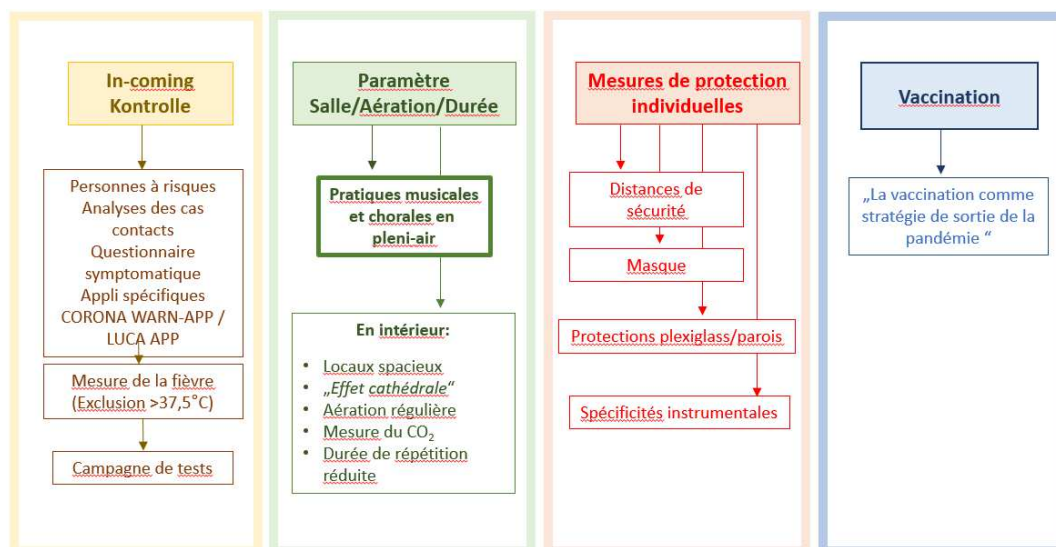 In-coming
Kontrolle
Personnes à risques
Analyses des cas
contacts
Questionnaire
symptomatique
Appli spécifiques
CORONA WARN-APP /
LUCA APP
Mesure de la fièvre
(Exclusion >37,5°C)
Campagne de tests
Paramètre
Salle/Aération/Durée
Pratiques musicales
et chorales en
pleni-air
En intérieur:
• Locaux spacieux
• „Effet cathédrale“
• Aération régulière
• Mesure du CO₂
• Durée de répétition
réduite
Mesures de protection
individuelles
Distances de
sécurité
Masque
Protections plexiglass/parois
Spécificités instrumentales
Vaccination
„La vaccination comme
stratégie de sortie de la
pandémie “